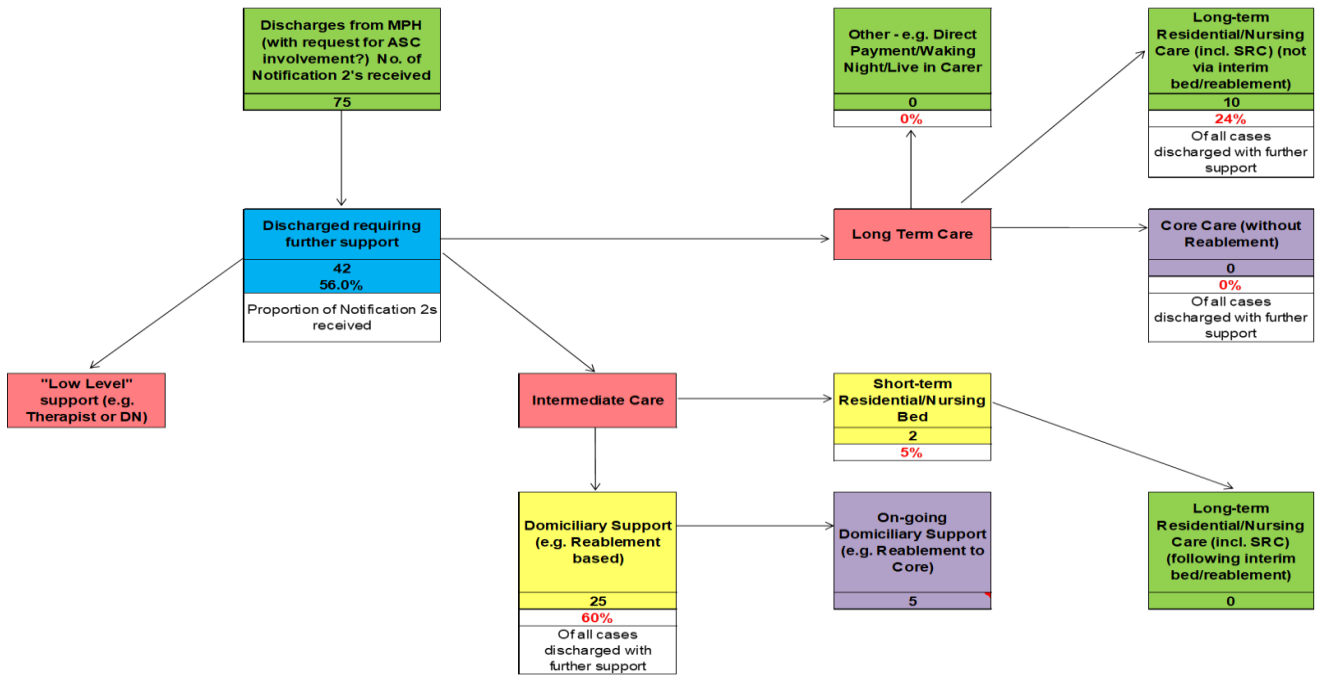 Discharges from MPH
(with request for ASC
involvement?)  No. of
Notification 2's received
75
Other - e.g. Direct
Payment/Waking
Night/Live in Carer
0
0%
Long-term
Residential/Nursing
Care (incl. SRC) (not
via interim
bed/reablement)
10
24%
Of all cases
discharged with further
support
Discharged requiring
further support
42
56.0%
Proportion of Notification 2s
received
Long Term Care
Core Care (without
Reablement)
0
0%
Of all cases
discharged with further
support
"Low Level"
support (e.g.
Therapist or DN)
Intermediate Care
Short-term
Residential/Nursing
Bed
2
5%
Domiciliary Support
(e.g. Reablement
based)
25
60%
Of all cases
discharged with
further support
On-going
Domiciliary Support
(e.g. Reablement to
Core)
5
Long-term
Residential/Nursing
Care (incl. SRC)
(following interim
bed/reablement)
0